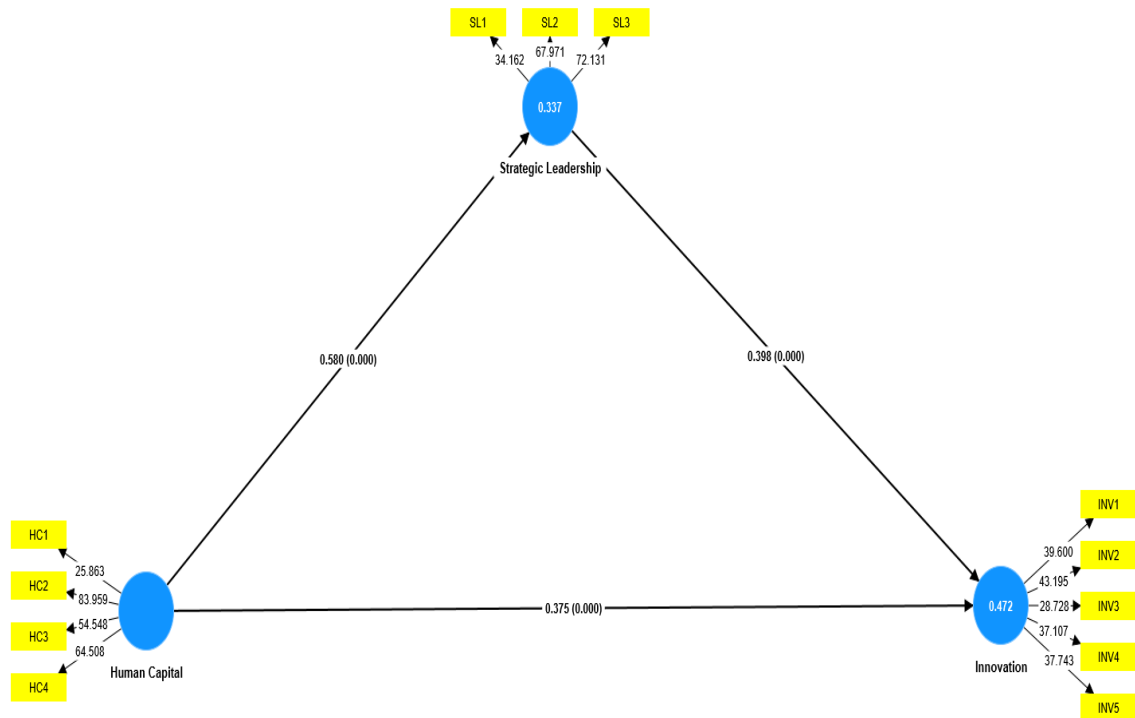 SL1
SL2
SL3
34.162
67.971
72.131
0.337
Strategic Leadership
0.580 (0.000)
0.398 (0.000)
HC1
HC2
HC3
HC4
25.863
83.959
54.548
64.508
Human Capital
0.375 (0.000)
0.472
Innovation
39.600
43.195
28.728
37.107
37.743
INV1
INV2
INV3
INV4
INV5